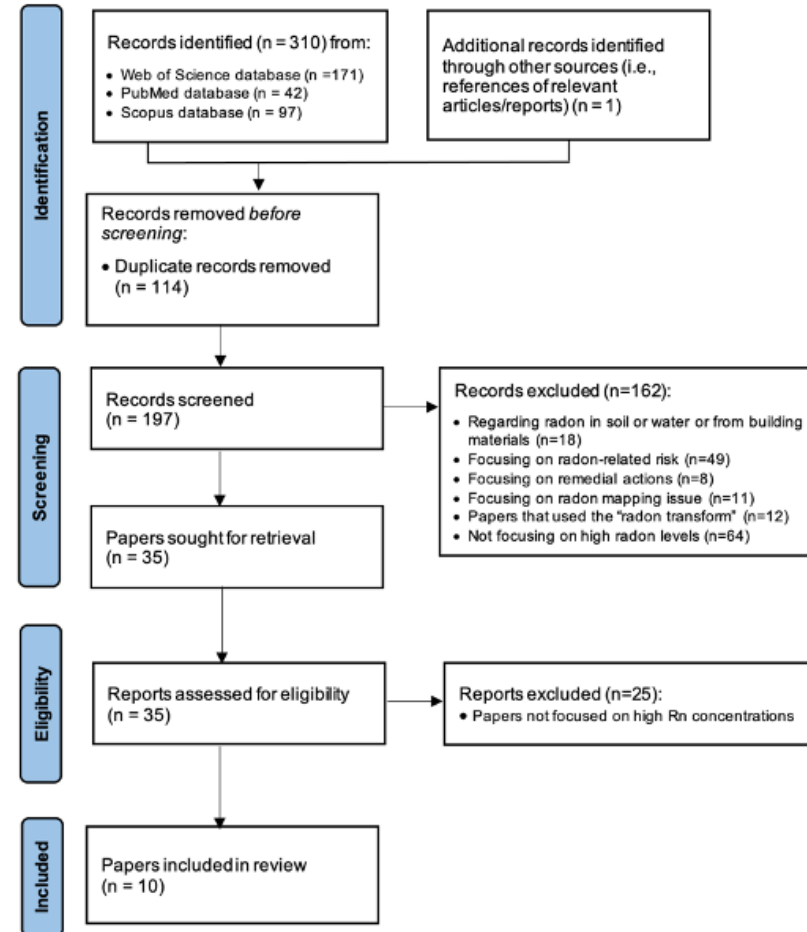 Identification
Records identified (n = 310) from:
• Web of Science database (n =171)
• PubMed database (n = 42)
• Scopus database (n = 97)
Additional records identified
through other sources (i.e.,
references of relevant
articles/reports) (n = 1)
Records removed before
screening:
• Duplicate records removed
(n = 114)
Screening
Records screened
(n = 197)
Records excluded (n=162):
• Regarding radon in soil or water or from building
materials (n=18)
• Focusing on radon-related risk (n=49)
• Focusing on remedial actions (n=8)
• Focusing on radon mapping issue (n=11)
• Papers that used the “radon transform” (n=12)
• Not focusing on high radon levels (n=64)
Papers sought for retrieval
(n = 35)
Eligibility
Reports assessed for eligibility
(n = 35)
Reports excluded (n=25):
• Papers not focused on high Rn concentrations
Included
Papers included in review
(n = 10)